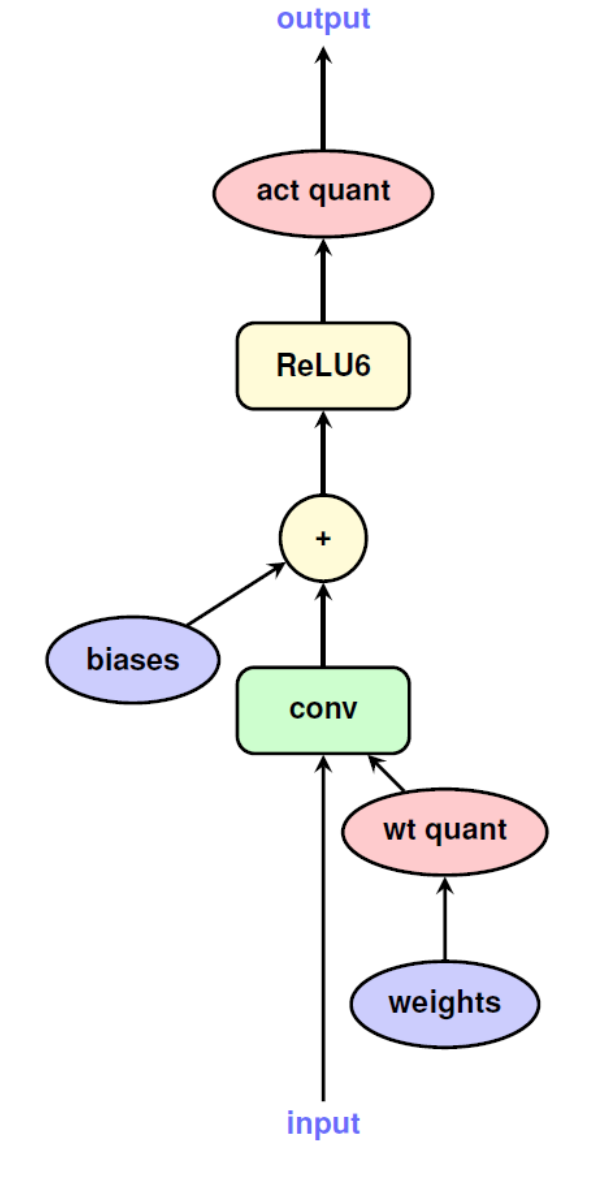 output
act quant
ReLU6
+
biases
conv
wt quant
weights
input